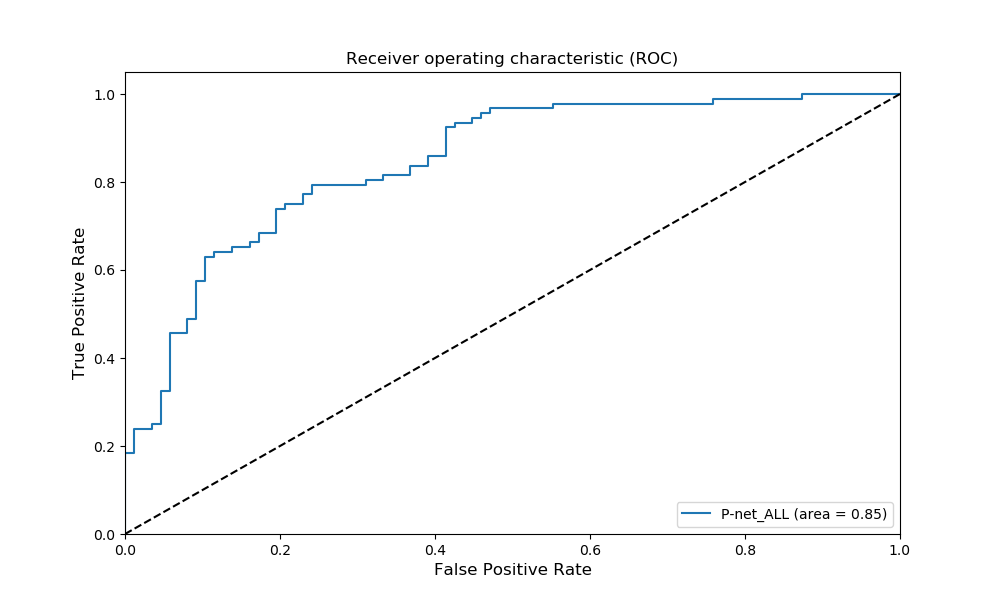 Receiver operating characteristic (ROC)
True Positive Rate
1.0
0.8
0.6
0.4
0.2
0.0
P-net_ALL (area = 0.85)
0.0 0.2 0.4 0.6 0.8 1.0
False Positive Rate